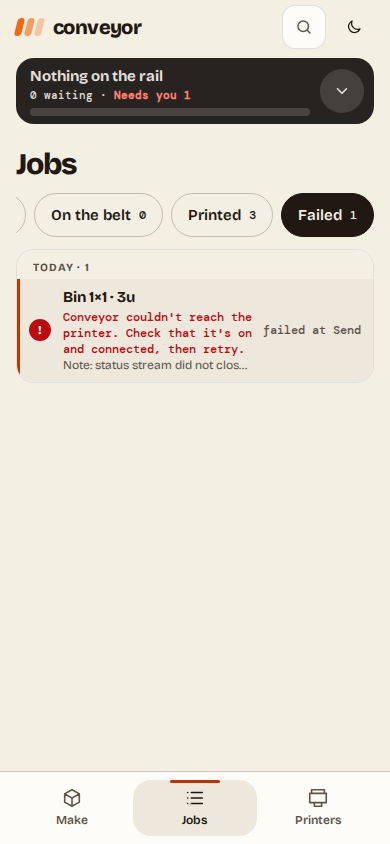 conveyor
Nothing on the rail
0 waiting · Needs you 1
Jobs
On the belt 0
Printed 3
Failed 1
TODAY · 1
Bin 1×1 · 3u
!
Conveyor couldn't reach the
printer. Check that it's on
and connected, then retry.
failed at Send
Note: status stream did not clos...
Make
Jobs
Printers